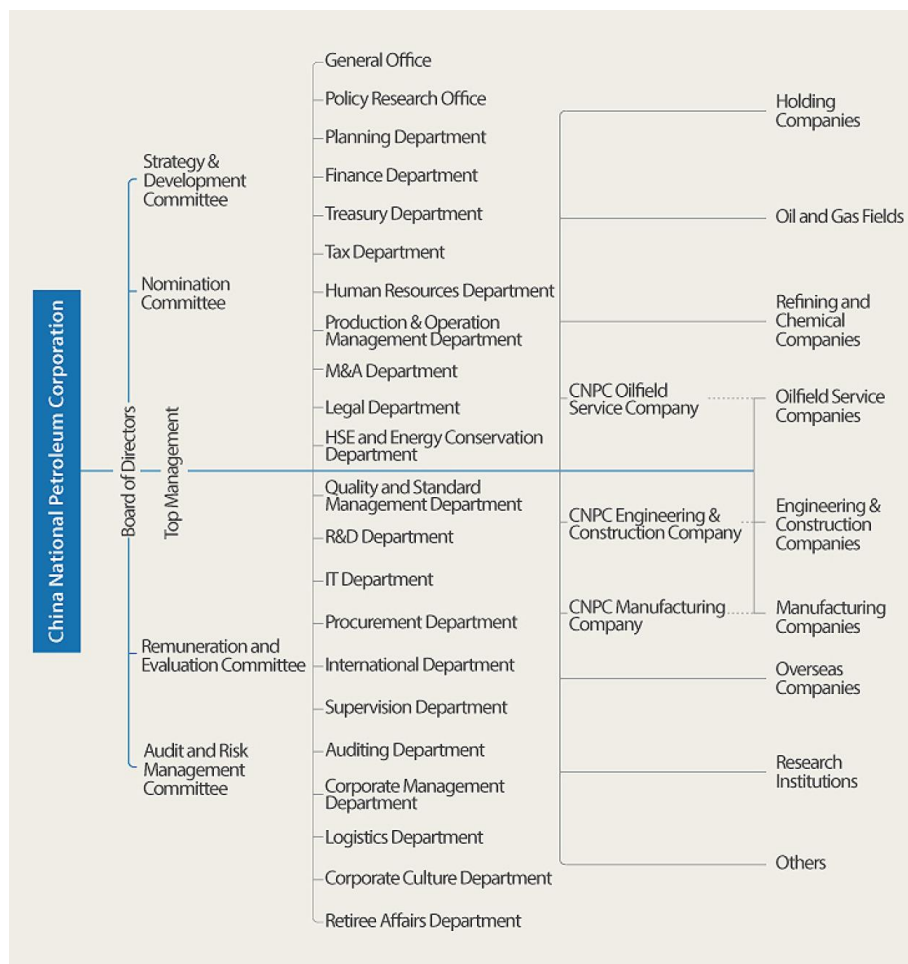 China National Petroleum Corporation
Board of Directors
Top Management
Strategy &
Development
Committee
Nomination
Committee
Remuneration and
Evaluation Committee
Audit and Risk
Management
Committee
General Office
Policy Research Office
Planning Department
Finance Department
Treasury Department
Tax Department
Human Resources Department
Production & Operation
Management Department
M&A Department
Legal Department
HSE and Energy Conservation
Department
Quality and Standard
Management Department
R&D Department
IT Department
Procurement Department
International Department
Supervision Department
Auditing Department
Corporate Management
Department
Logistics Department
Corporate Culture Department
Retiree Affairs Department
CNPC Oilfield
Service Company
CNPC Engineering &
Construction Company
CNPC Manufacturing
Company
Holding
Companies
Oil and Gas Fields
Refining and
Chemical
Companies
Oilfield Service
Companies
Engineering &
Construction
Companies
Manufacturing
Companies
Overseas
Companies
Research
Institutions
Others